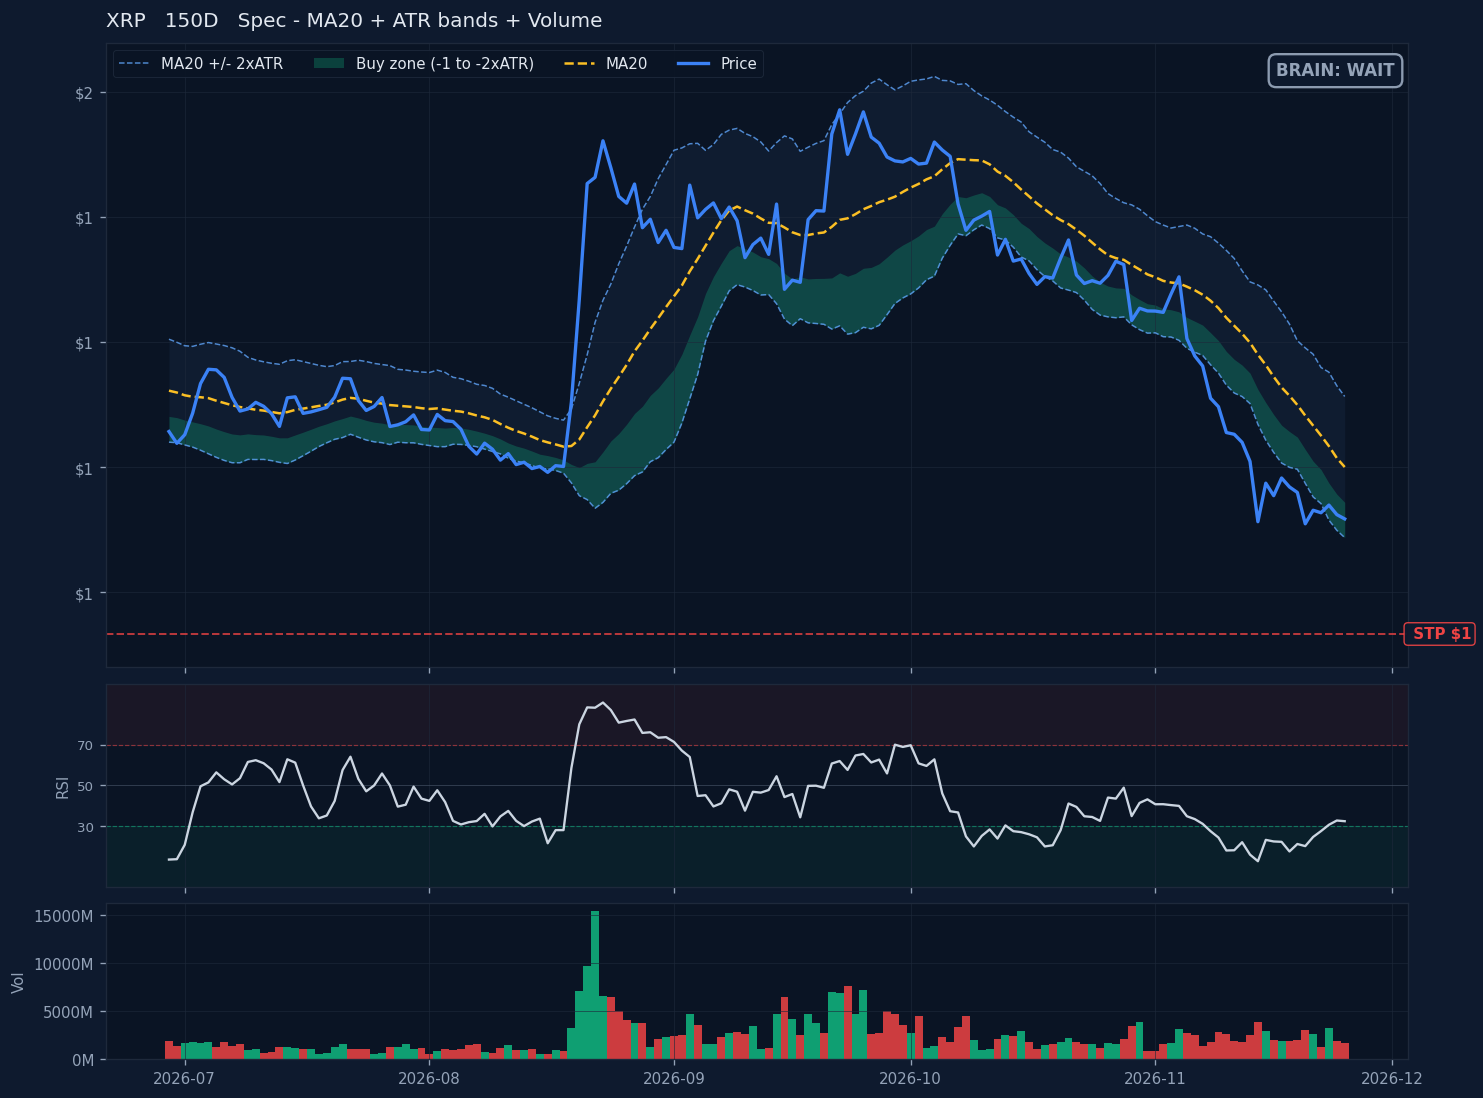 XRP   150D   Spec - MA20 + ATR bands + Volume
MA20 +/- 2xATR
Buy zone (-1 to -2xATR)
MA20
Price
BRAIN: WAIT
$2
$1
$1
$1
$1
STP $1
RSI
70
50
30
Vol
15000M
10000M
5000M
0M
2026-07
2026-08
2026-09
2026-10
2026-11
2026-12